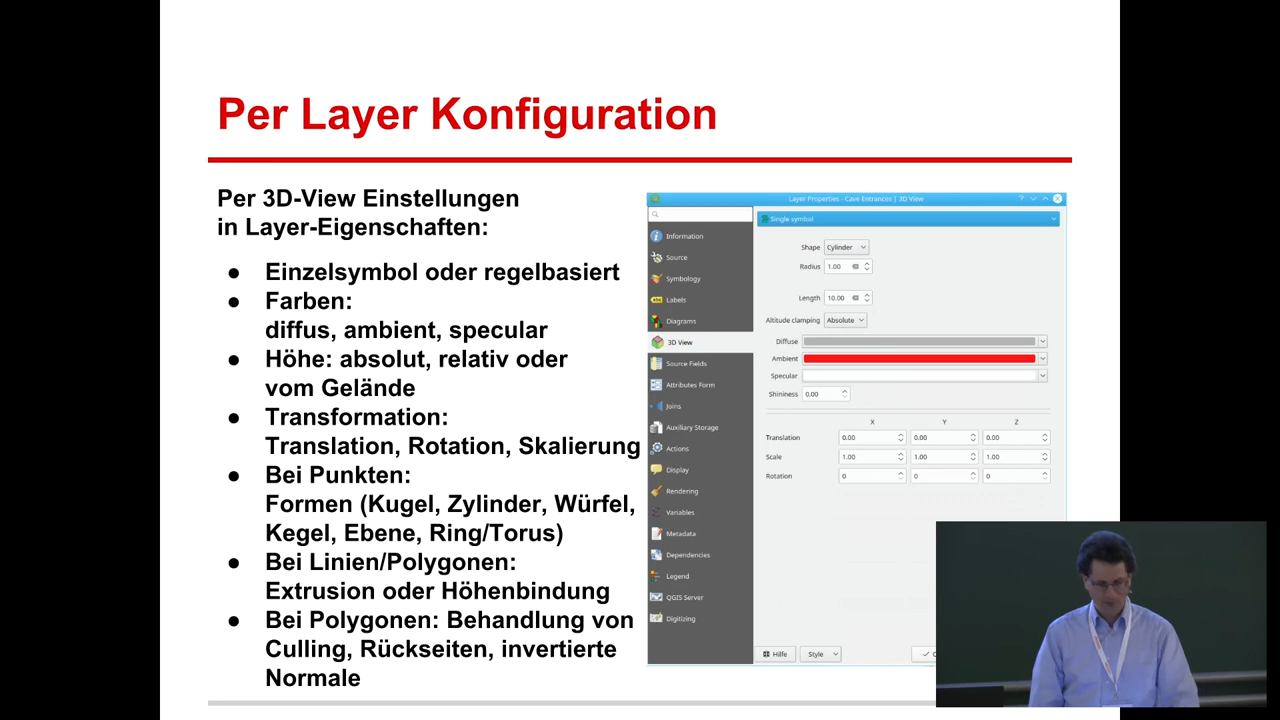 Per Layer Konfiguration
Per 3D-View Einstellungen
in Layer-Eigenschaften:
● Einzelsymbol oder regelbasiert
● Farben:
diffus, ambient, specular
● Höhe: absolut, relativ oder
vom Gelände
● Transformation:
Translation, Rotation, Skalierung
● Bei Punkten:
Formen (Kugel, Zylinder, Würfel,
Kegel, Ebene, Ring/Torus)
● Bei Linien/Polygonen:
Extrusion oder Höhenbindung
● Bei Polygonen: Behandlung von
Culling, Rückseiten, invertierte
Normale
Layer Properties - Cave Entrances | 3D View
Information
Source
Symbology
Labels
Diagrams
3D View
Source Fields
Attributes Form
Joins
Auxiliary Storage
Actions
Display
Rendering
Variables
Metadata
Dependencies
Legend
QGIS Server
Digitizing
Single symbol
Shape Cylinder
Radius 1.00
Length 10.00
Altitude clamping Absolute
Diffuse
Ambient
Specular
Shininess 0.00
X Y Z
Translation 0.00 0.00 0.00
Scale 1.00 1.00 1.00
Rotation 0 0 0
Hilfe Style